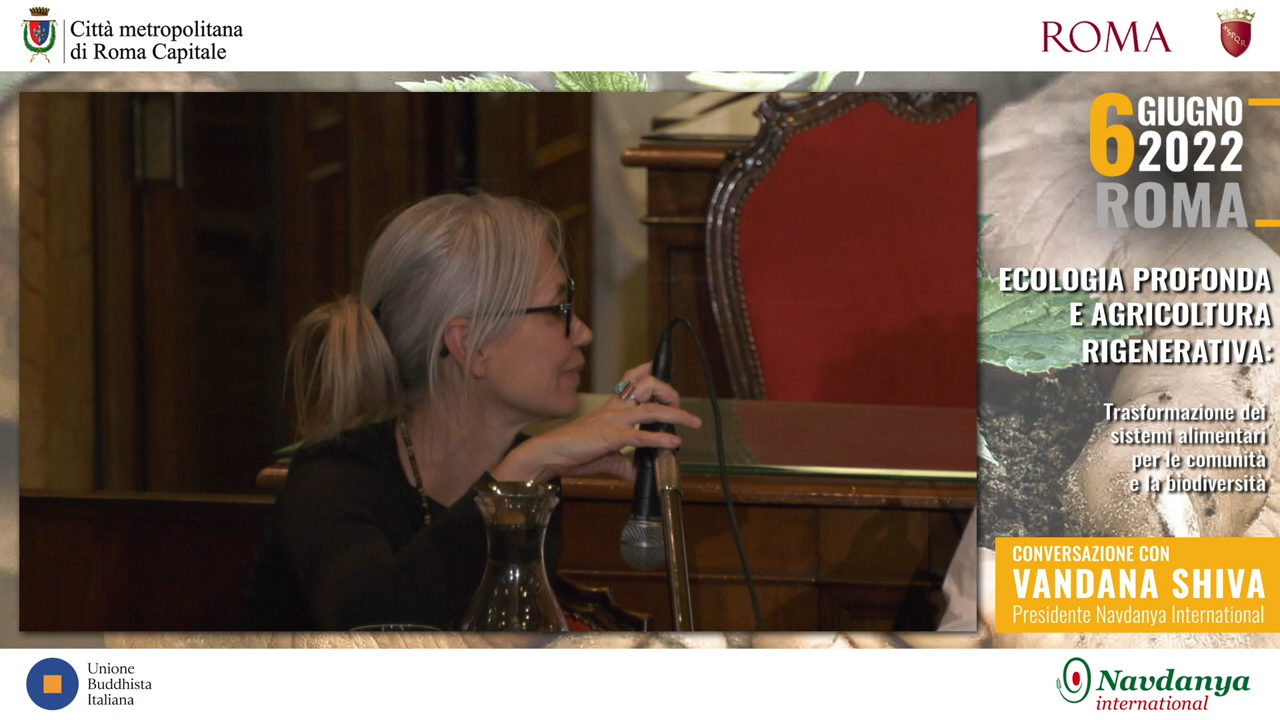 Città metropolitana
di Roma Capitale
ROMA
S.P.Q.R.
6
GIUGNO
2022
ROMA
ECOLOGIA PROFONDA
E AGRICOLTURA
RIGENERATIVA:
Trasformazione dei
sistemi alimentari
per le comunità
e la biodiversità
CONVERSAZIONE CON
VANDANA SHIVA
Presidente Navdanya International
Unione
Buddhista
Italiana
Navdanya
international